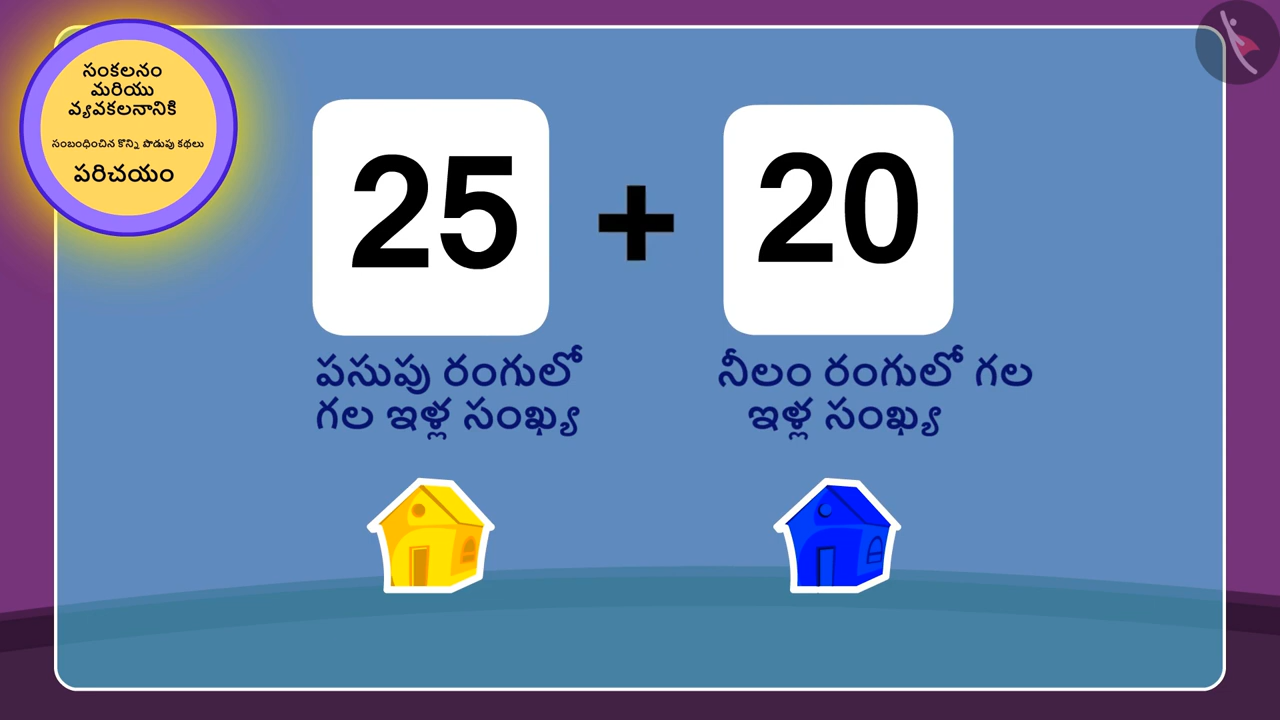 సంకలనం
మరియు
వ్యవకలనానికి
సంబంధించిన కొన్ని పొడుపు కథలు
పరిచయం
25 + 20
పసుపు రంగులో
గల ఇళ్ల సంఖ్య
నీలం రంగులో గల
ఇళ్ల సంఖ్య